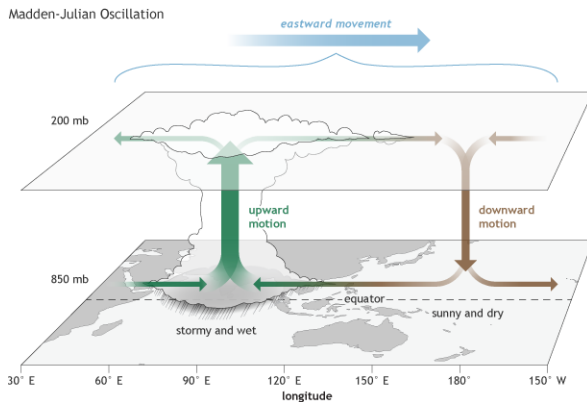 Madden-Julian Oscillation
eastward movement
200 mb
upward
motion
downward
motion
850 mb
equator
stormy and wet
sunny and dry
30° E
60° E
90° E
120° E
150° E
180°
150° W
longitude